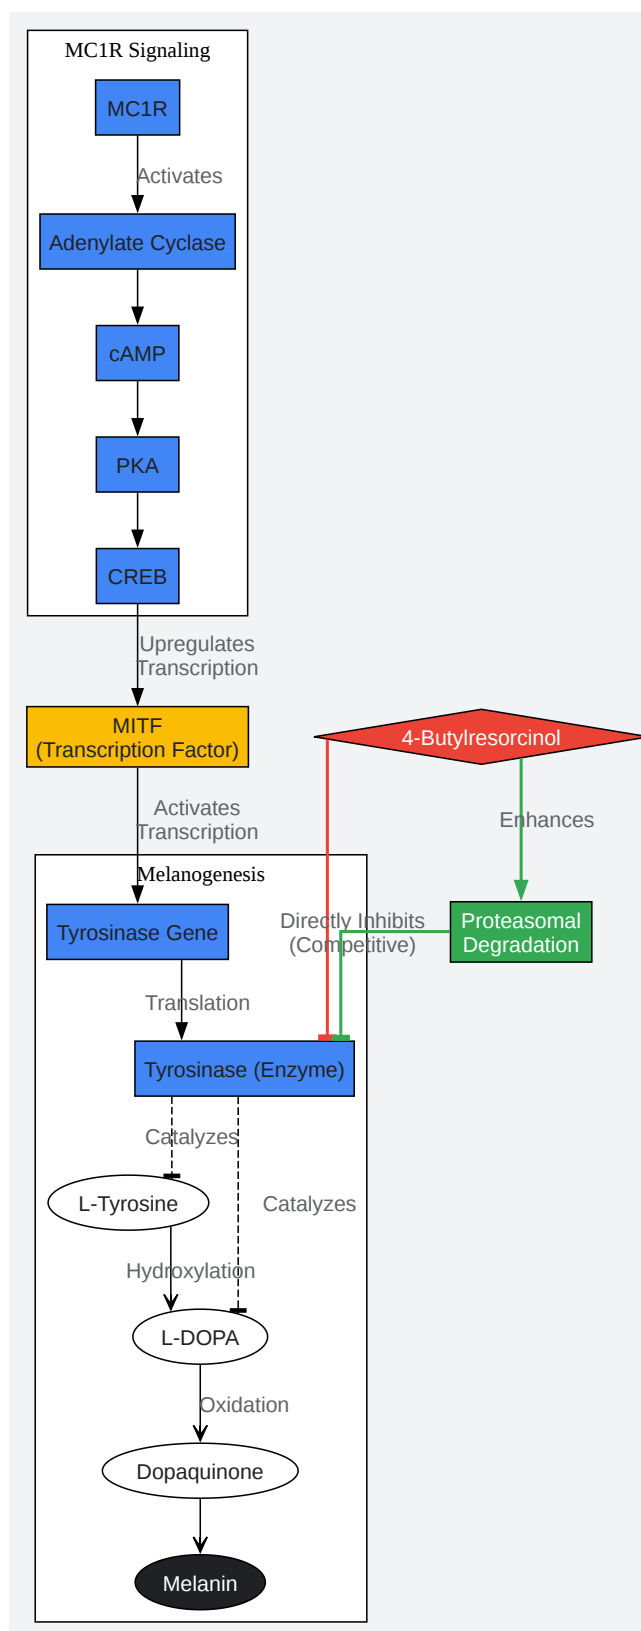 MC1R Signaling
MC1R
Activates
Adenylate Cyclase
cAMP
PKA
CREB
Upregulates
Transcription
MITF
(Transcription Factor)
4-Butylresorcinol
Activates
Transcription
Enhances
Melanogenesis
Tyrosinase Gene
Directly Inhibits
(Competitive)
Proteasomal
Degradation
Translation
Tyrosinase (Enzyme)
Catalyzes
L-Tyrosine
Catalyzes
Hydroxylation
L-DOPA
Oxidation
Dopaquinone
Melanin